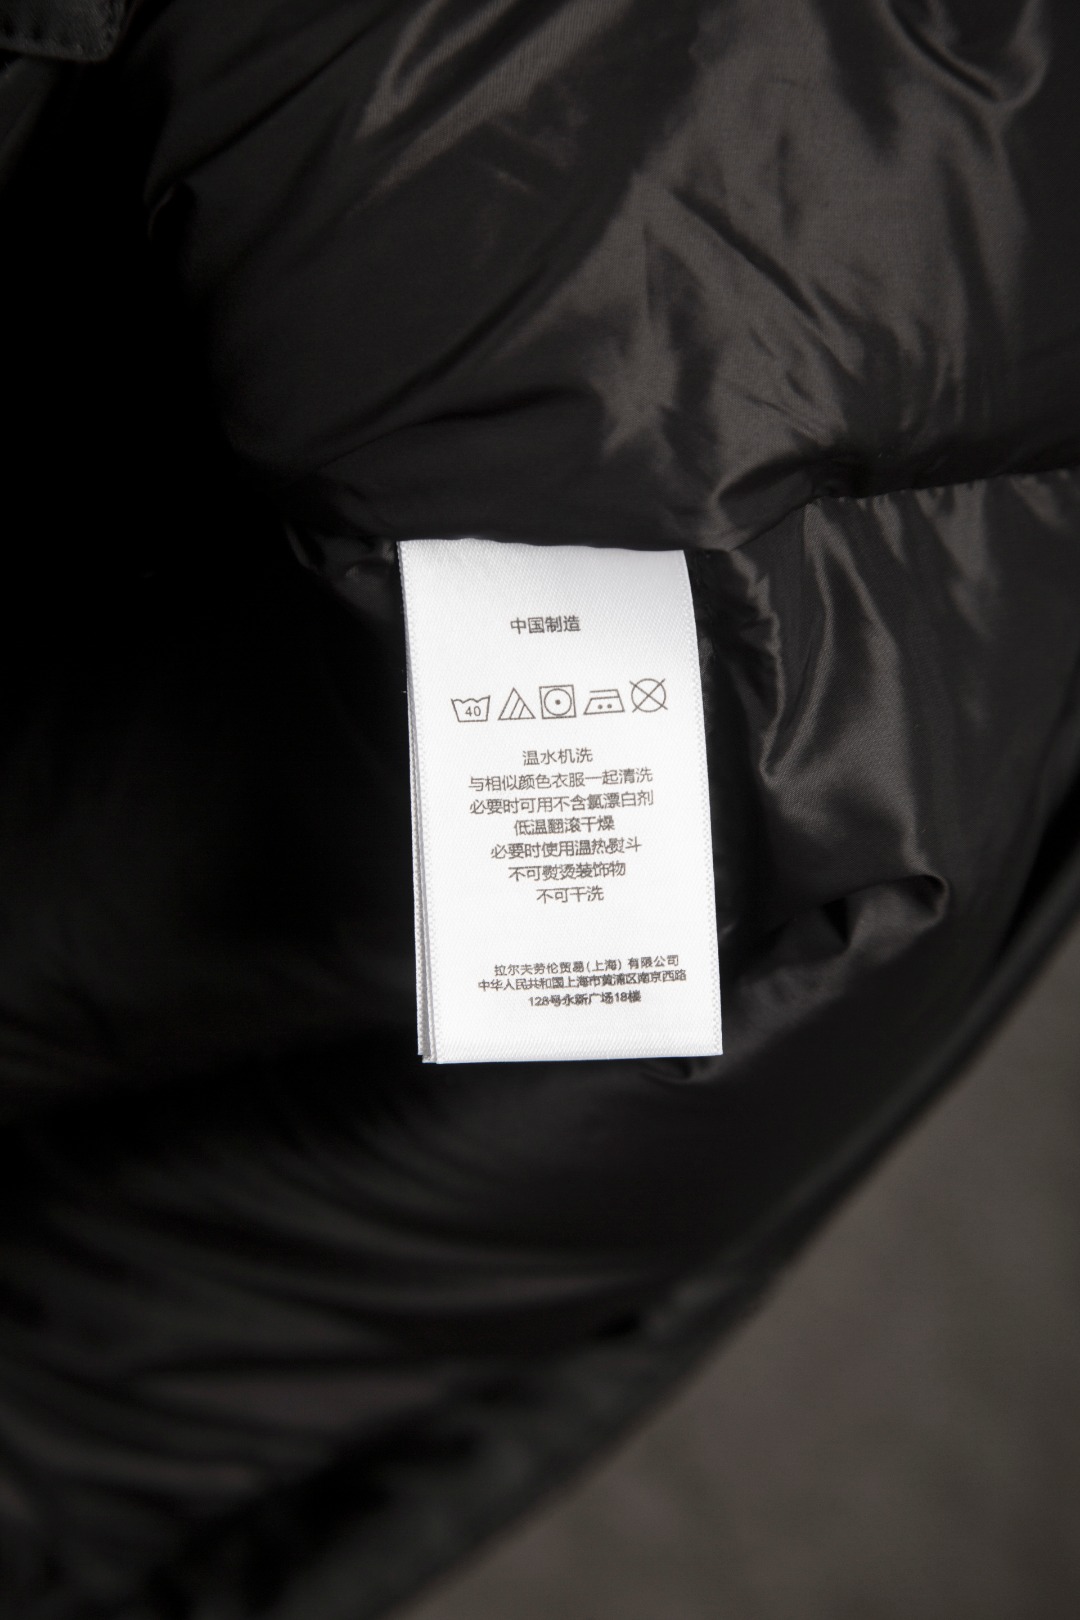 中国制造
40
温水机洗
与相似颜色衣服一起清洗
必要时可用不含氯漂白剂
低温翻滚干燥
必要时使用温热熨斗
不可熨烫装饰物
不可干洗
拉尔夫劳伦贸易(上海)有限公司
中华人民共和国上海市黄浦区南京西路
128号永新广场18楼